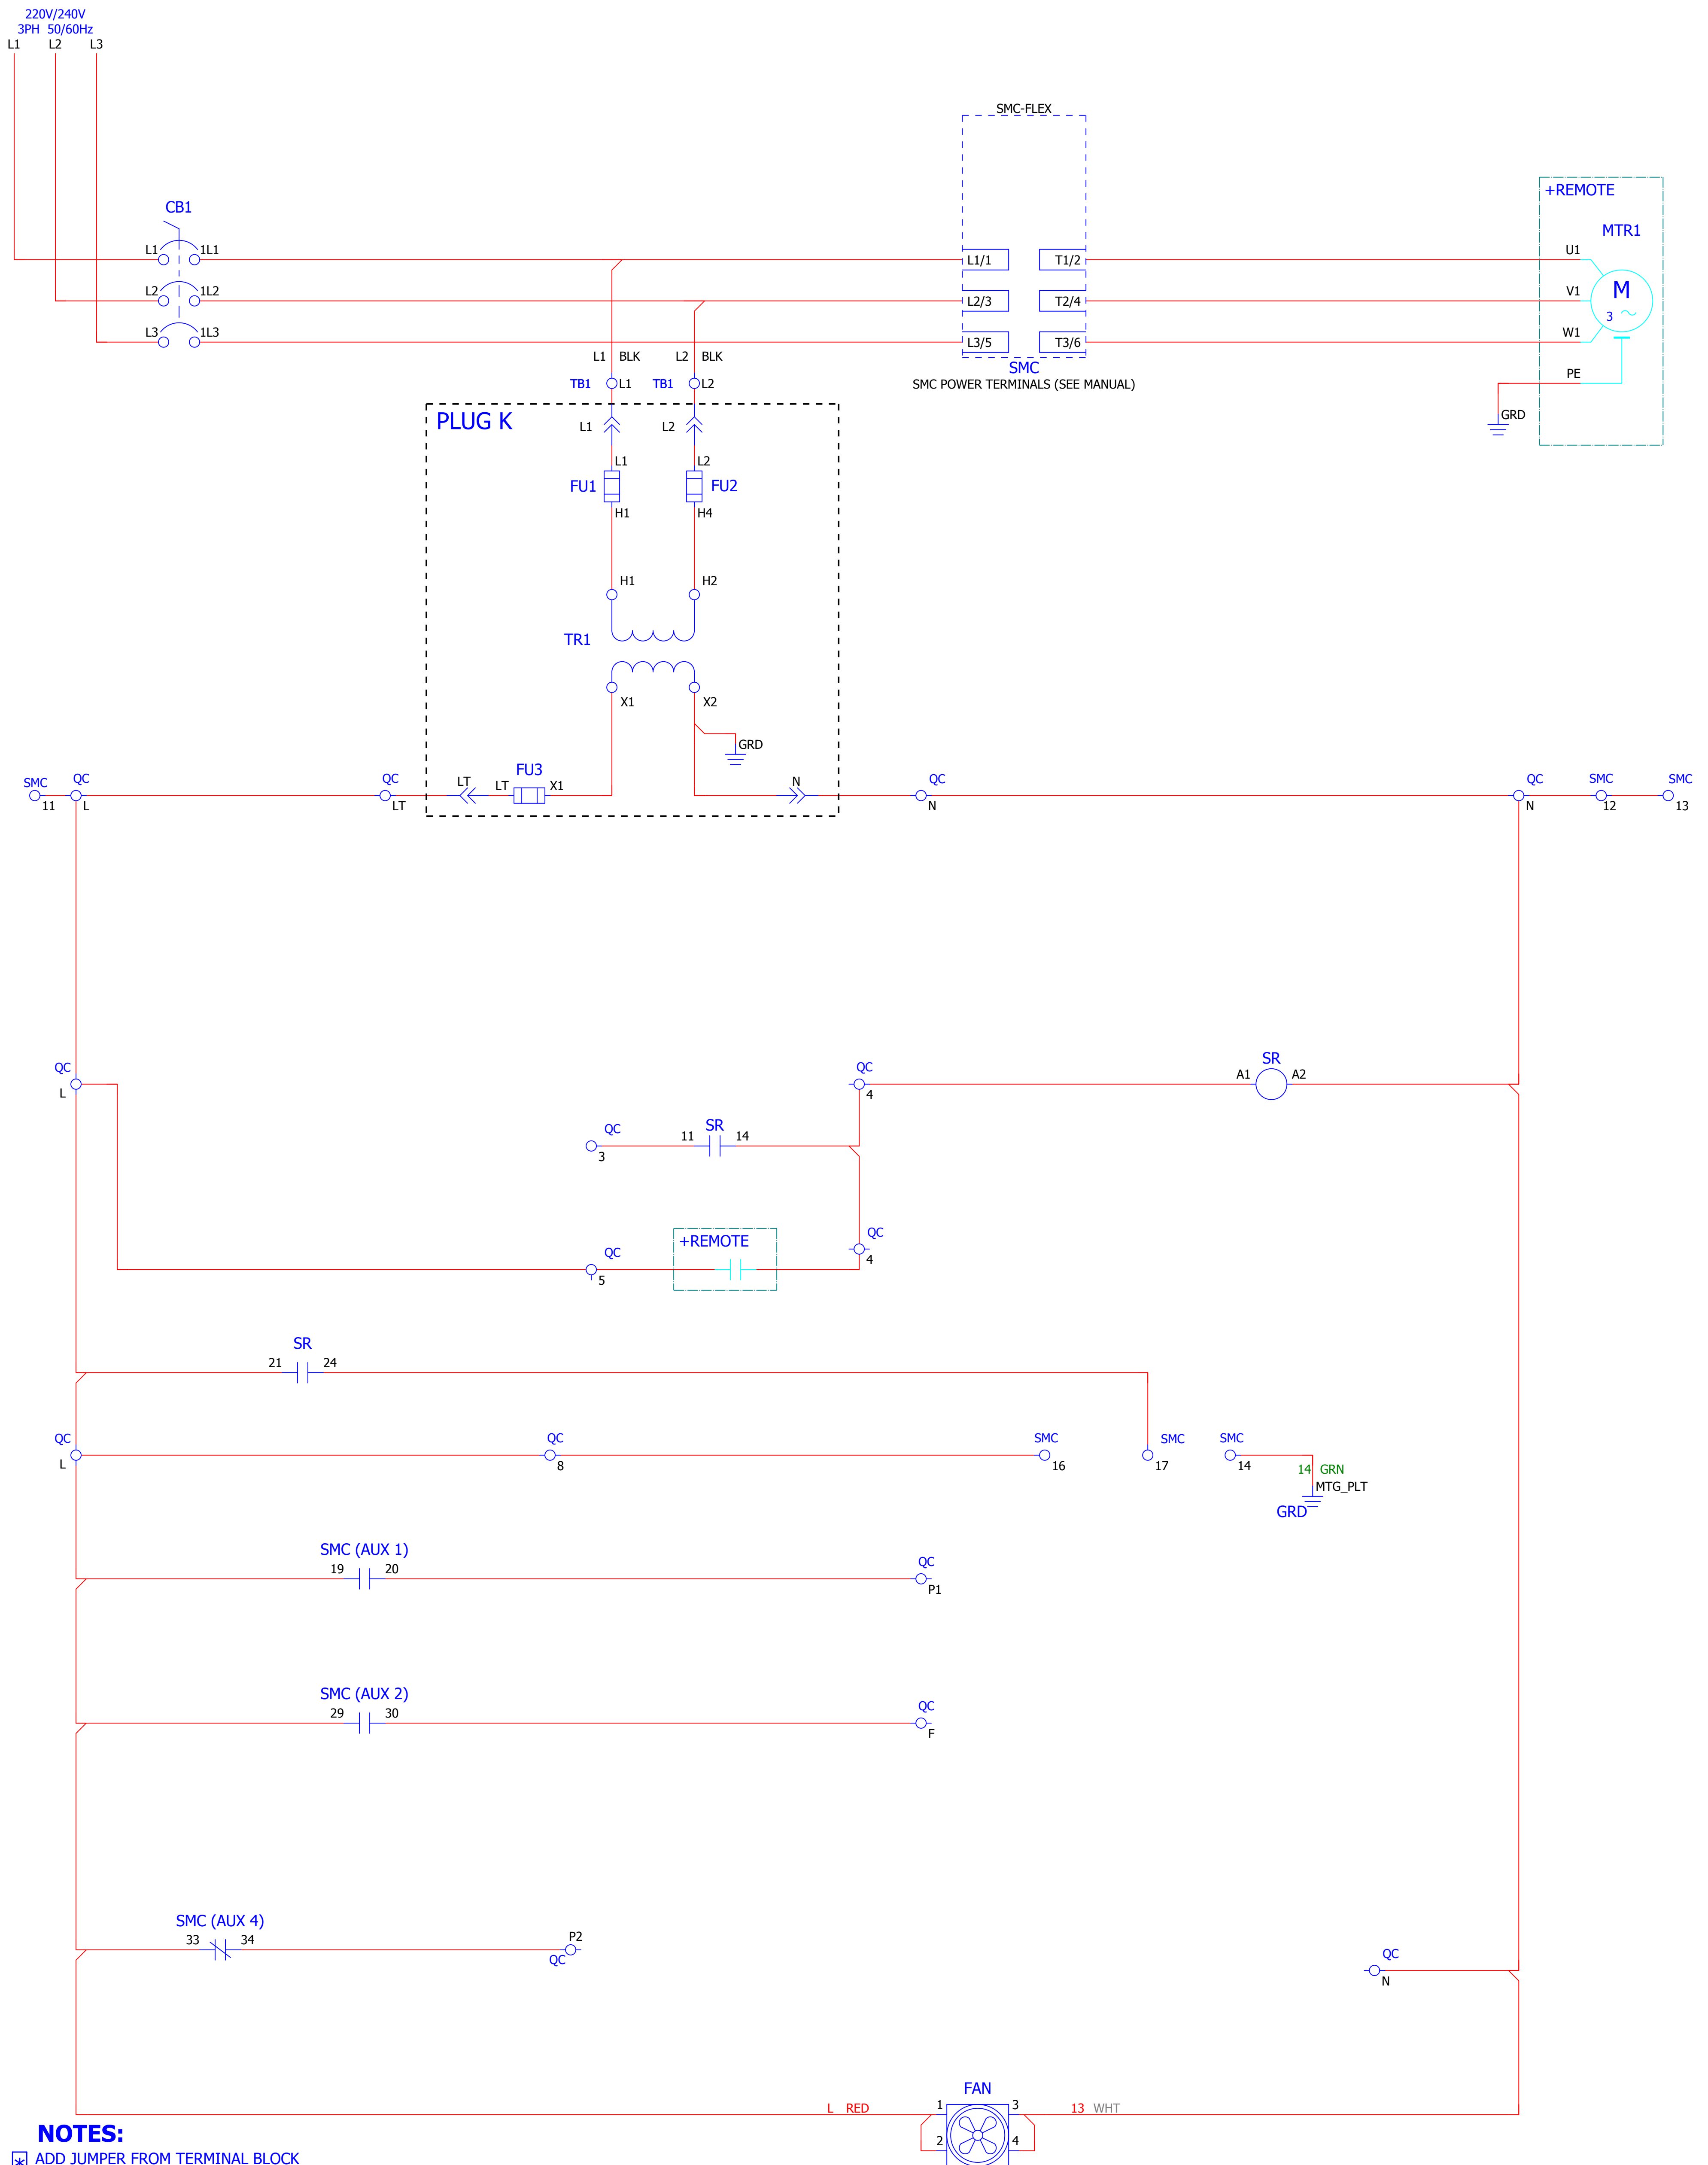 220V/240V
3PH 50/60Hz
L1 L2 L3
SMC-FLEX
+REMOTE
CB1
MTR1
L1 1L1 L1/1 T1/2 U1
L2 1L2 L2/3 T2/4 V1
M
3
L3 1L3 L3/5 T3/6 W1
L1 BLK L2 BLK
SMC
SMC POWER TERMINALS (SEE MANUAL)
TB1 L1 TB1 L2
PE
GRD
PLUG K
L1 L2
L1 L2
FU1 FU2
H1 H4
H1 H2
TR1
X1 X2
GRD
SMC QC QC LT FU3 N QC QC SMC SMC
LT X1
11 L LT N N 12 13
QC QC SR
A1 A2
L 4
QC SR
11 14
3
QC +REMOTE QC
4
5
SR
21 24
QC QC SMC SMC SMC
L 8 16 17 14
14 GRN
MTG_PLT
GRD
SMC (AUX 1)
19 20 QC
P1
SMC (AUX 2)
29 30 QC
F
SMC (AUX 4)
33 34 P2
QC
QC
N
FAN
L RED 1 3 13 WHT
2 4
NOTES:
* ADD JUMPER FROM TERMINAL BLOCK